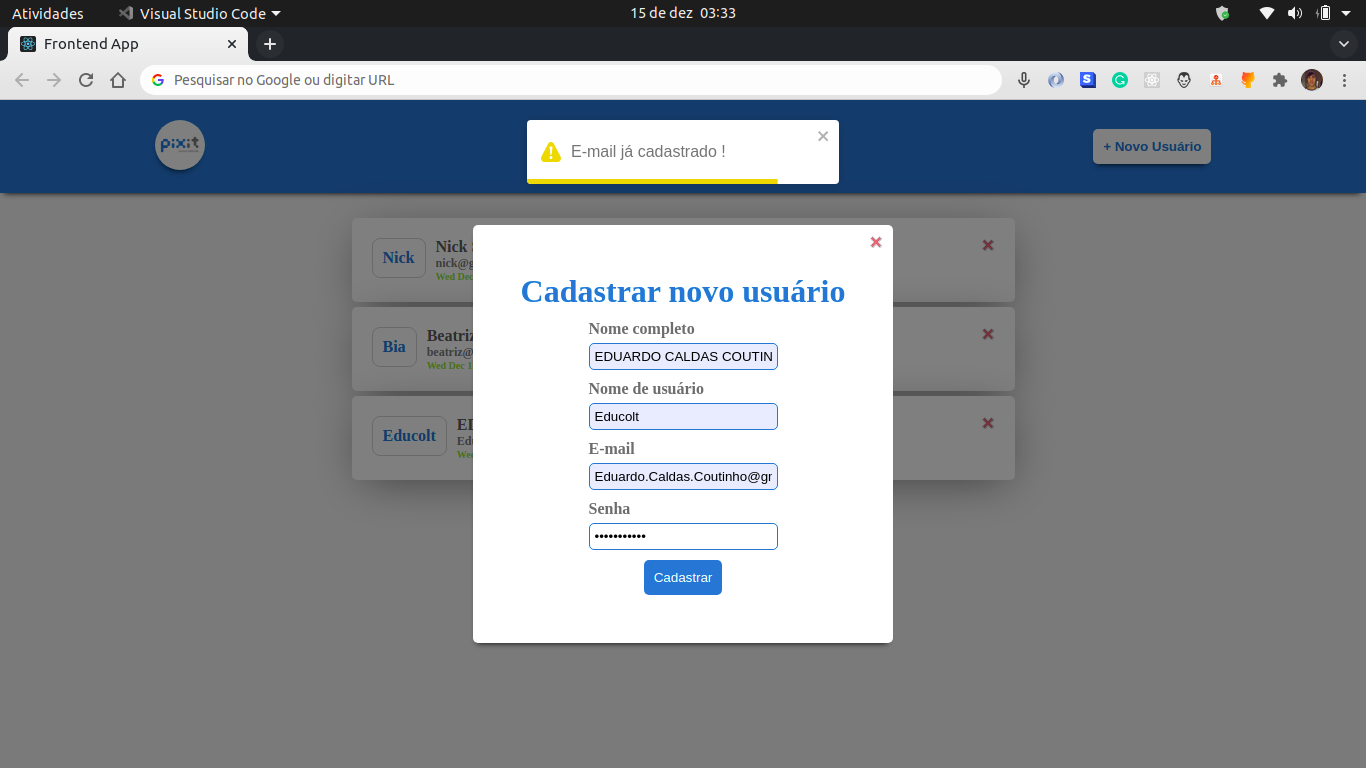 Atividades Visual Studio Code 15 de dez 03:33
Frontend App
Pesquisar no Google ou digitar URL
pixit
E-mail já cadastrado !
+ Novo Usuário
Nick
Nick
nick@g
Wed Dec
Bia
Beatriz
beatriz@
Wed Dec 1
Educolt
ED
Edu
Wed
Cadastrar novo usuário
Nome completo
EDUARDO CALDAS COUTIN
Nome de usuário
Educolt
E-mail
Eduardo.Caldas.Coutinho@gr
Senha
•••••••••••
Cadastrar